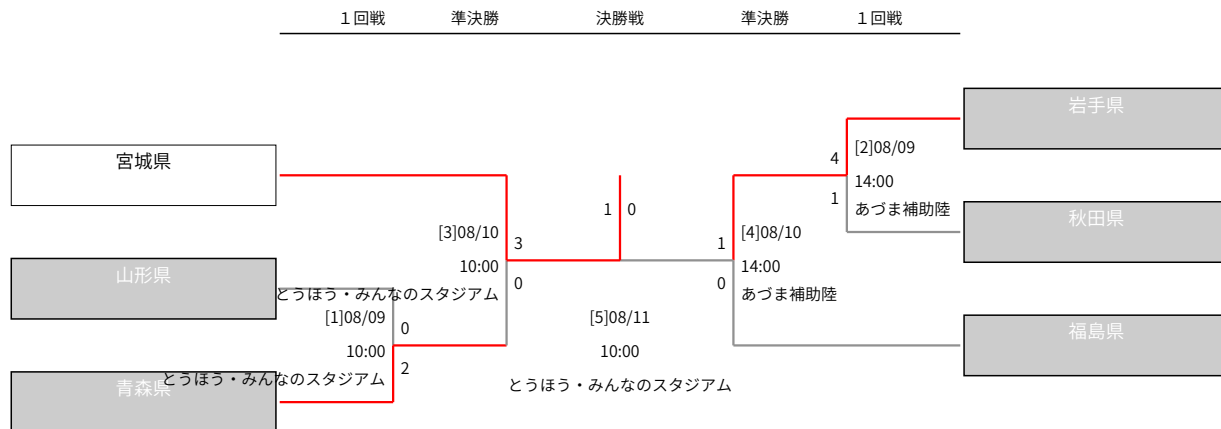 １回戦 準決勝 決勝戦 準決勝 １回戦
岩手県
4 [2]08/09
宮城県
14:00
1 あづま補助陸
秋田県
1 0
[3]08/10 3
1 [4]08/10
10:00
14:00
山形県
とうほう・みんなのスタジアム 0
0 あづま補助陸
[1]08/09 0
[5]08/11
福島県
10:00
10:00
2
とうほう・みんなのスタジアム
とうほう・みんなのスタジアム
青森県